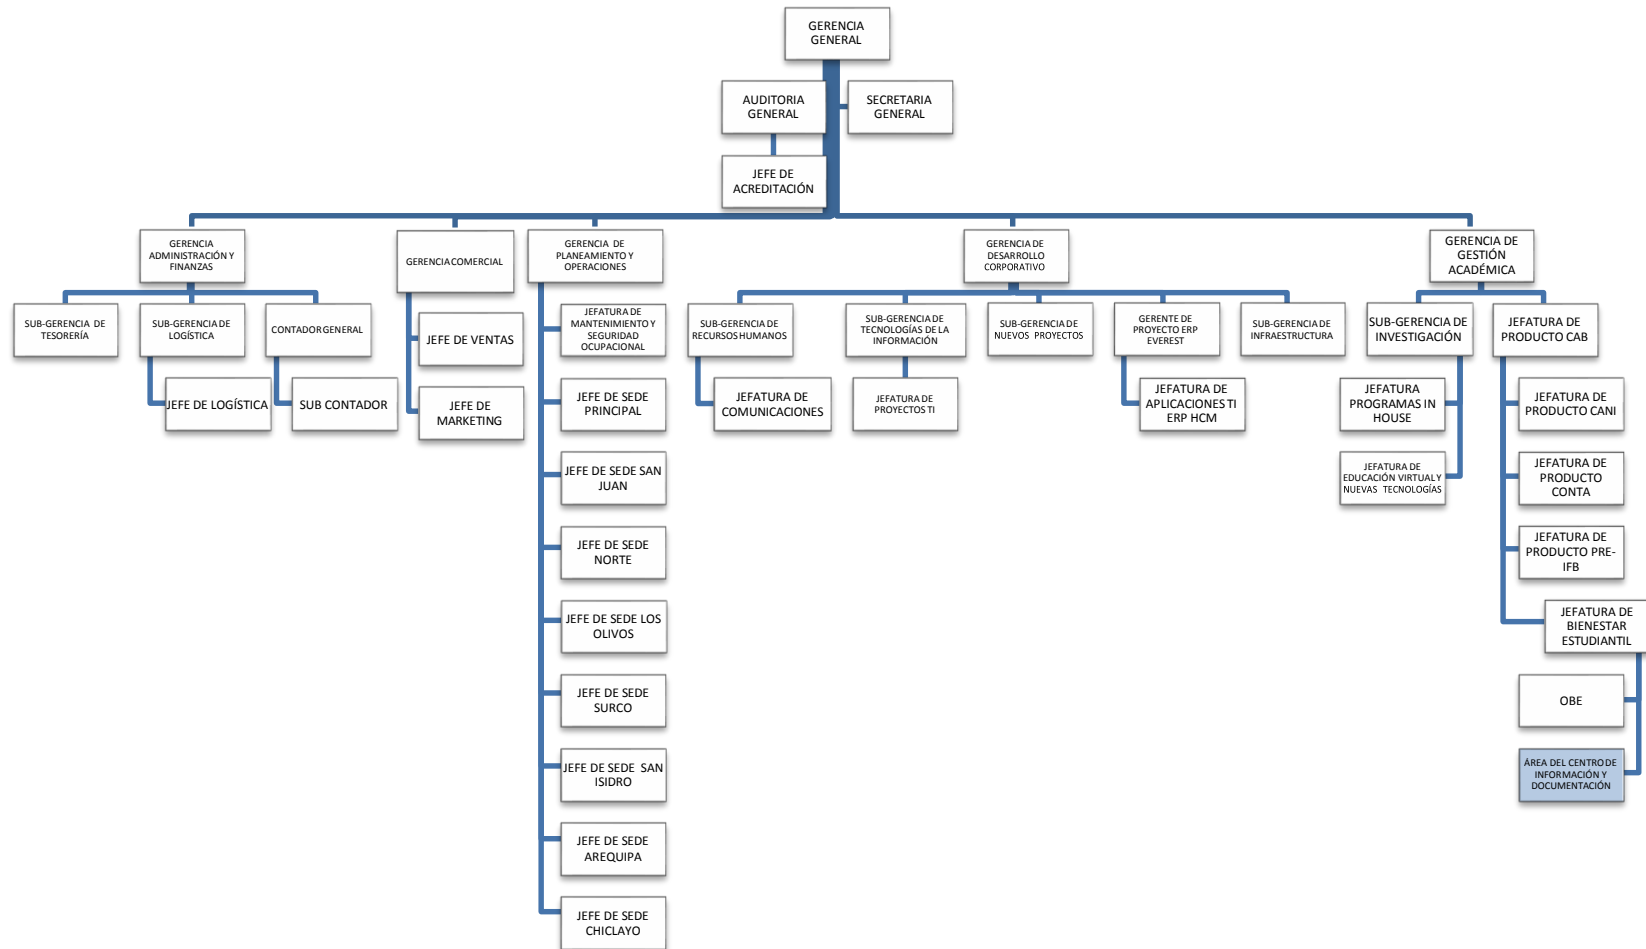 GERENCIA
GENERAL
AUDITORIA
GENERAL
SECRETARIA
GENERAL
JEFE DE
ACREDITACIÓN
GERENCIA
ADMINISTRACIÓN Y
FINANZAS
GERENCIA COMERCIAL
GERENCIA DE
PLANEAMIENTO Y
OPERACIONES
GERENCIA DE
DESARROLLO
CORPORATIVO
GERENCIA DE
GESTIÓN
ACADÉMICA
SUB-GERENCIA DE
TESORERÍA
SUB-GERENCIA DE
LOGÍSTICA
CONTADOR GENERAL
JEFE DE LOGÍSTICA
SUB CONTADOR
JEFE DE VENTAS
JEFE DE
MARKETING
JEFATURA DE
MANTENIMIENTO Y
SEGURIDAD
OCUPACIONAL
JEFE DE SEDE
PRINCIPAL
JEFE DE SEDE SAN
JUAN
JEFE DE SEDE
NORTE
JEFE DE SEDE LOS
OLIVOS
JEFE DE SEDE
SURCO
JEFE DE SEDE SAN
ISIDRO
JEFE DE SEDE
AREQUIPA
JEFE DE SEDE
CHICLAYO
SUB-GERENCIA DE
RECURSOS HUMANOS
SUB-GERENCIA DE
TECNOLOGÍAS DE LA
INFORMACIÓN
SUB-GERENCIA DE
NUEVOS PROYECTOS
GERENTE DE
PROYECTO ERP
EVEREST
SUB-GERENCIA DE
INFRAESTRUCTURA
JEFATURA DE
COMUNICACIONES
JEFATURA DE
PROYECTOS TI
JEFATURA DE
APLICACIONES TI
ERP HCM
SUB-GERENCIA DE
INVESTIGACIÓN
JEFATURA DE
PRODUCTO CAB
JEFATURA
PROGRAMAS IN
HOUSE
JEFATURA DE
EDUCACIÓN VIRTUAL Y
NUEVAS TECNOLOGÍAS
JEFATURA DE
PRODUCTO CANI
JEFATURA DE
PRODUCTO
CONTA
JEFATURA DE
PRODUCTO PRE-
IFB
JEFATURA DE
BIENESTAR
ESTUDIANTIL
OBE
ÁREA DEL CENTRO DE
INFORMACIÓN Y
DOCUMENTACIÓN